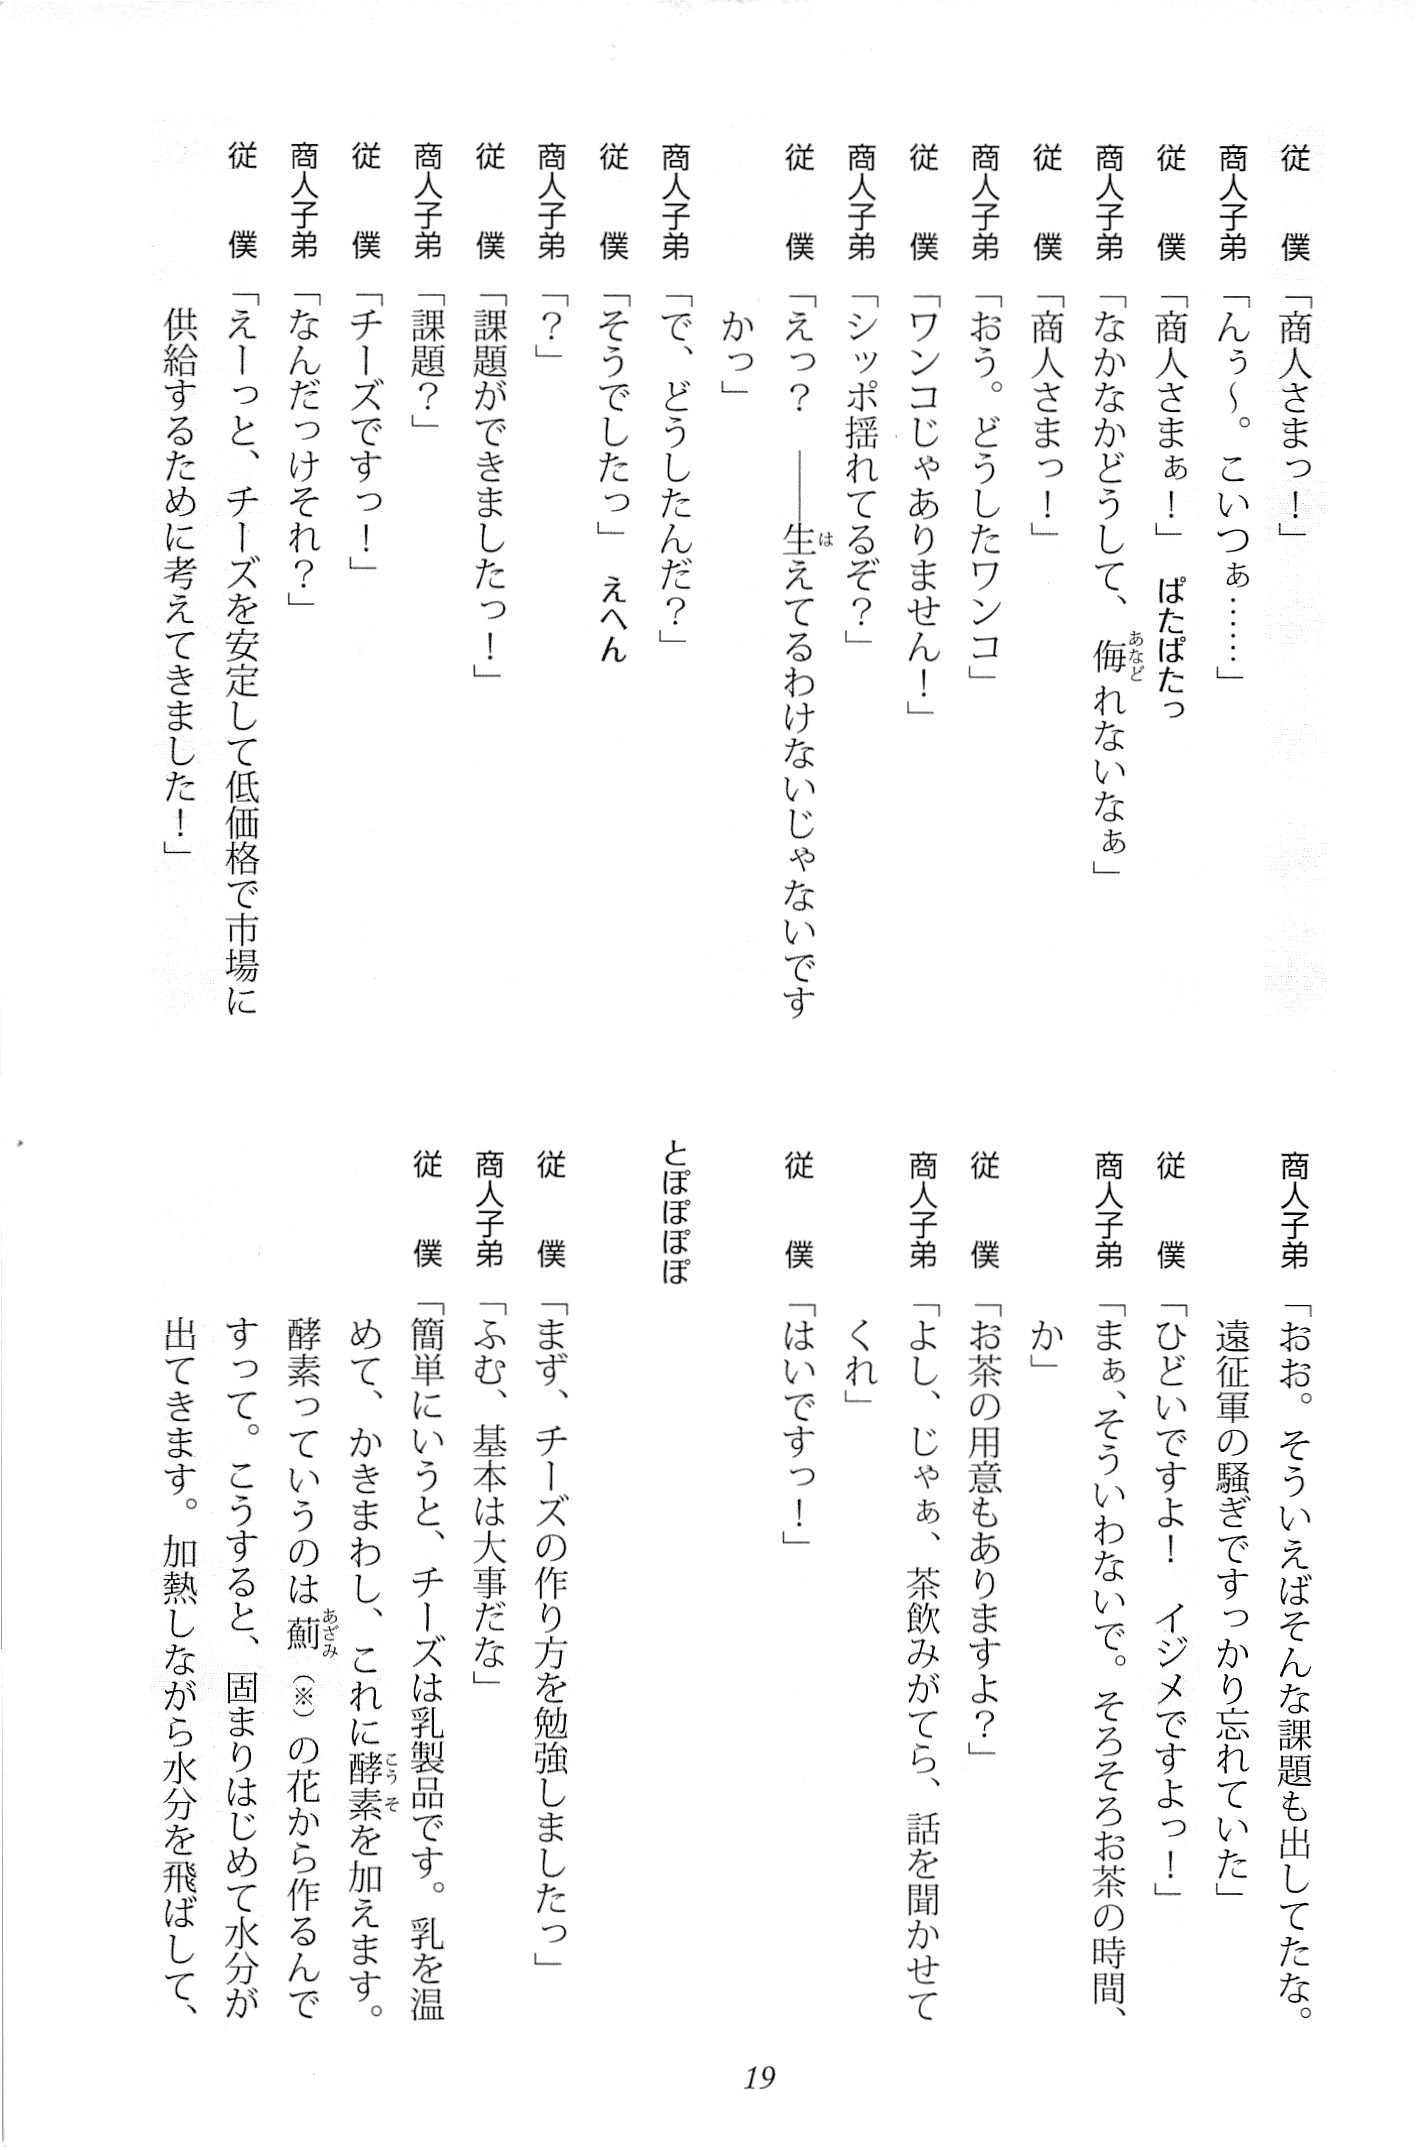 従　僕「商人さまっ！」
商人子弟「んぅ～。こいつぁ……」
従　僕「商人さまぁ！」ぱたぱたっ
商人子弟「なかなかどうして、侮れないなぁ」
従　僕「商人さまっ！」
商人子弟「おう。どうしたワンコ」
従　僕「ワンコじゃありません！」
商人子弟「シッポ揺れてるぞ？」
従　僕「えっ？　――生えてるわけないじゃないです
かっ」
商人子弟「で、どうしたんだ？」
従　僕「そうでしたっ」えへん
商人子弟「？」
従　僕「課題ができましたっ！」
商人子弟「課題？」
従　僕「チーズですっ！」
商人子弟「なんだっけそれ？」
従　僕「えーっと、チーズを安定して低価格で市場に
供給するために考えてきました！」
商人子弟「おお。そういえばそんな課題も出してたな。
遠征軍の騒ぎですっかり忘れていた」
従　僕「ひどいですよ！　イジメですよっ！」
商人子弟「まぁ、そういわないで。そろそろお茶の時間、
か」
従　僕「お茶の用意もありますよ？」
商人子弟「よし、じゃぁ、茶飲みがてら、話を聞かせて
くれ」
従　僕「はいですっ！」
とぽぽぽぽ
従　僕「まず、チーズの作り方を勉強しましたっ」
商人子弟「ふむ、基本は大事だな」
従　僕「簡単にいうと、チーズは乳製品です。乳を温
めて、かきまわし、これに酵素を加えます。
酵素っていうのは薊（※）の花から作るんで
すって。こうすると、固まりはじめて水分が
出てきます。加熱しながら水分を飛ばして、
19